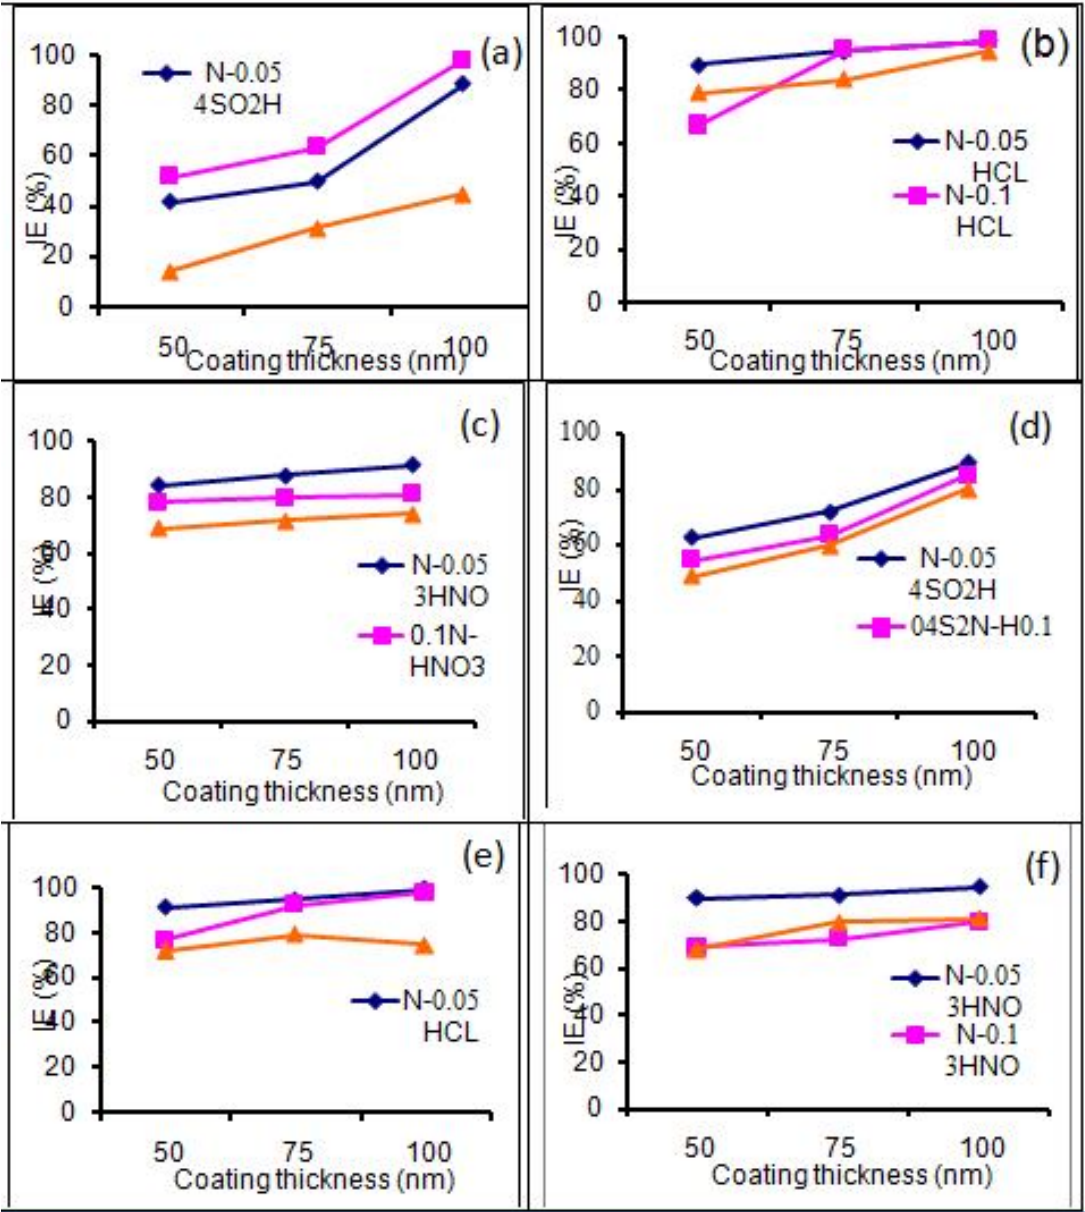 (a)
100
80
60
40
20
0
IE (%)
N-0.05
4SO2H
50 75 100
Coating thickness (nm)
(b)
100
80
60
40
20
0
IE (%)
N-0.05
HCL
N-0.1
HCL
50 75 100
Coating thickness (nm)
(c)
100
80
60
40
20
0
IE (%)
N-0.05
3HNO
0.1N-
HNO3
50 75 100
Coating thickness (nm)
(d)
100
80
60
40
20
0
IE (%)
N-0.05
4SO2H
04S2N-H0.1
50 75 100
Coating thickness (nm)
(e)
100
80
60
40
20
0
IE (%)
N-0.05
HCL
50 75 100
Coating thickness (nm)
(f)
100
80
60
40
20
0
IE (%)
N-0.05
3HNO
N-0.1
3HNO
50 75 100
Coating thickness (nm)